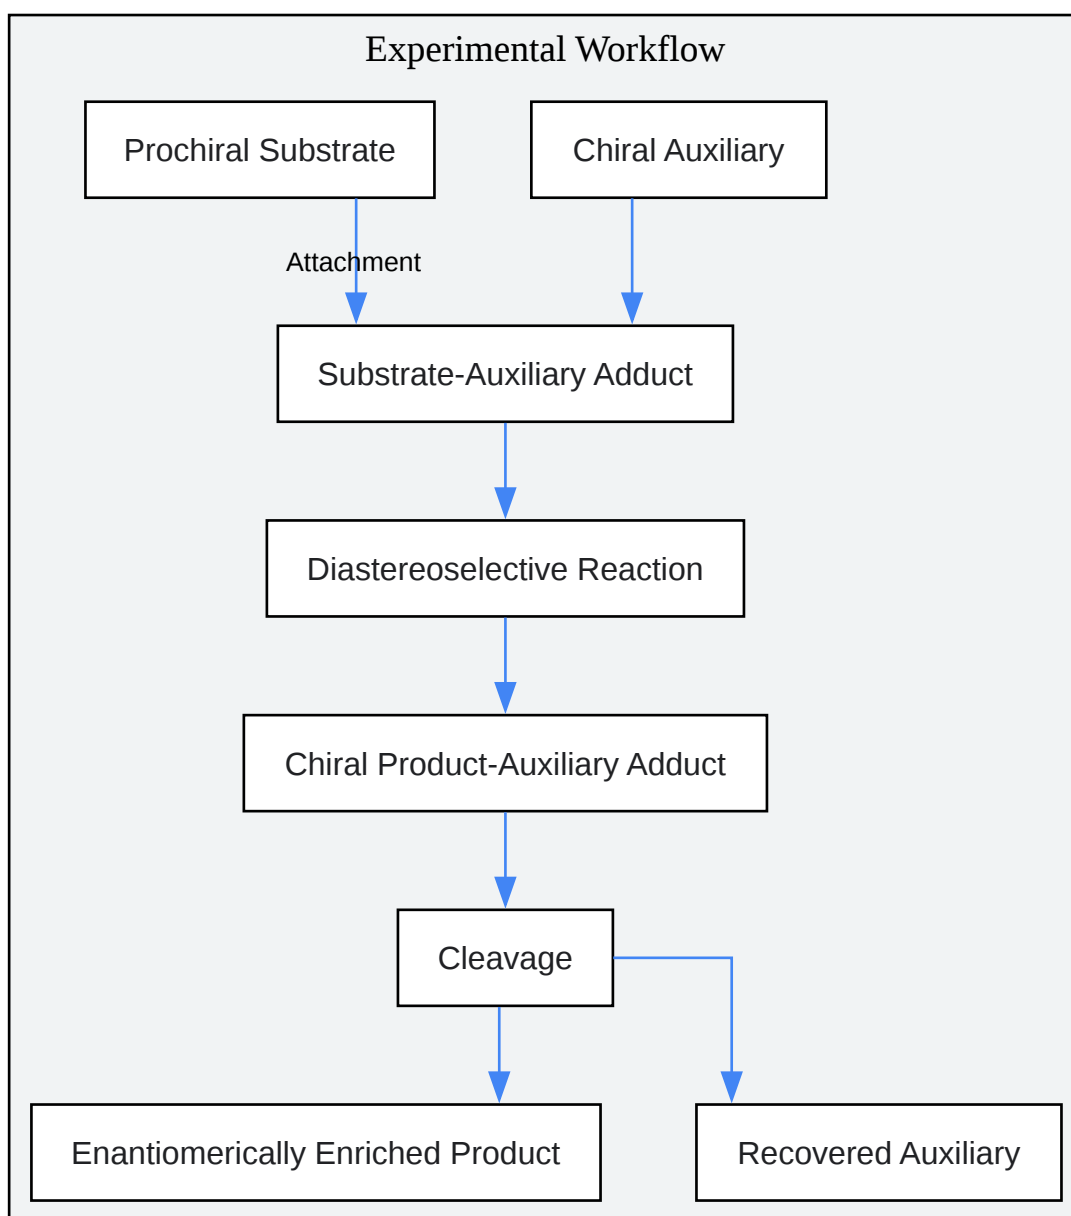 Experimental Workflow
Prochiral Substrate
Chiral Auxiliary
Attachment
Substrate-Auxiliary Adduct
Diastereoselective Reaction
Chiral Product-Auxiliary Adduct
Cleavage
Enantiomerically Enriched Product
Recovered Auxiliary